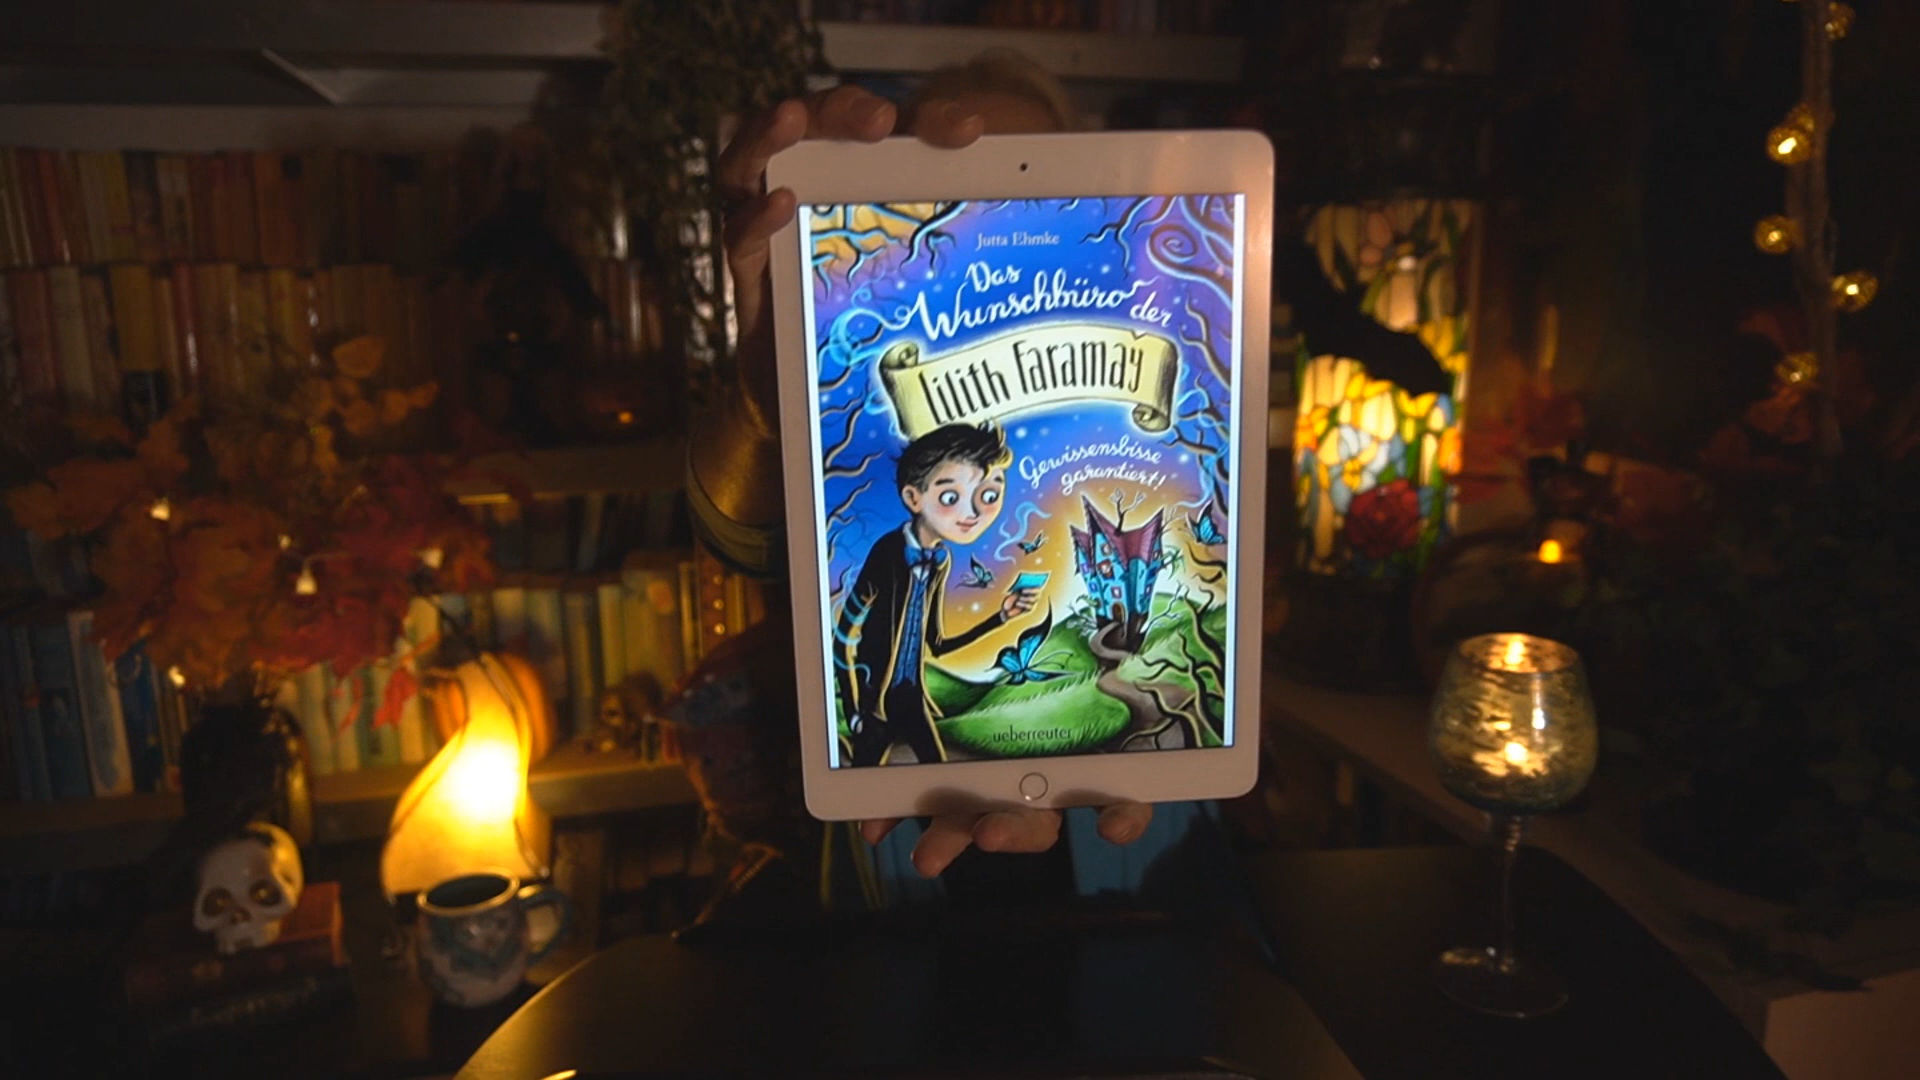 Jutta Ehmke
Das
Wunschbüro der
Lilith Faramay
Gewissensbisse
garantiert!
ueberreuter